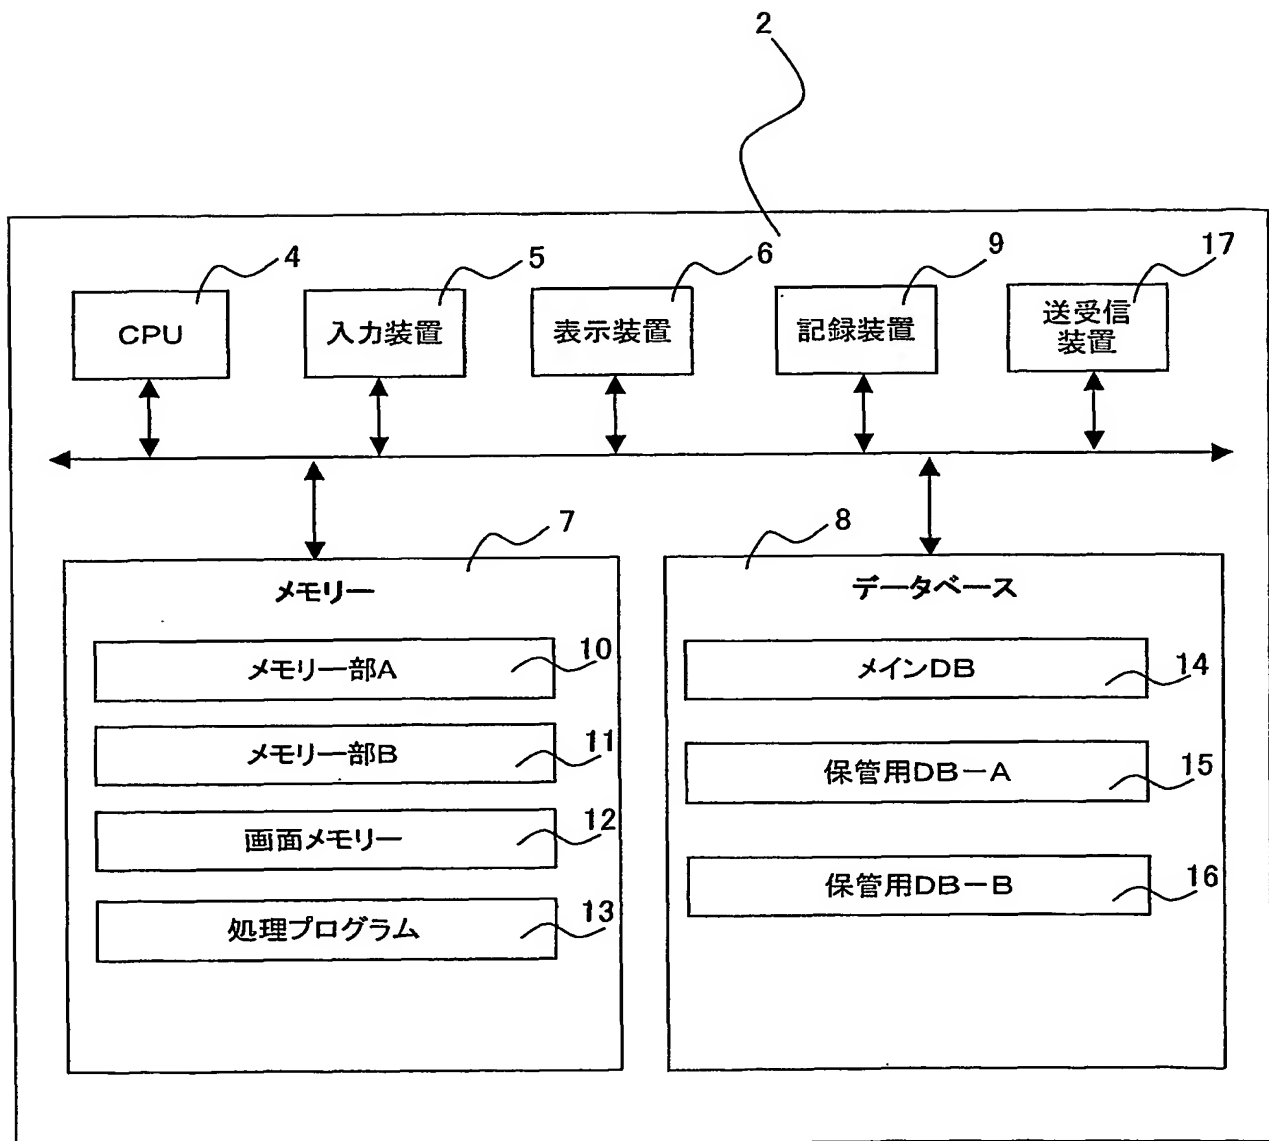 2
4
5
6
9
17
CPU
入力装置
表示装置
記録装置
送受信
装置
7
メモリー
メモリー部A
10
メモリー部B
11
画面メモリー
12
処理プログラム
13
8
データベース
メインDB
14
保管用DB－A
15
保管用DB－B
16